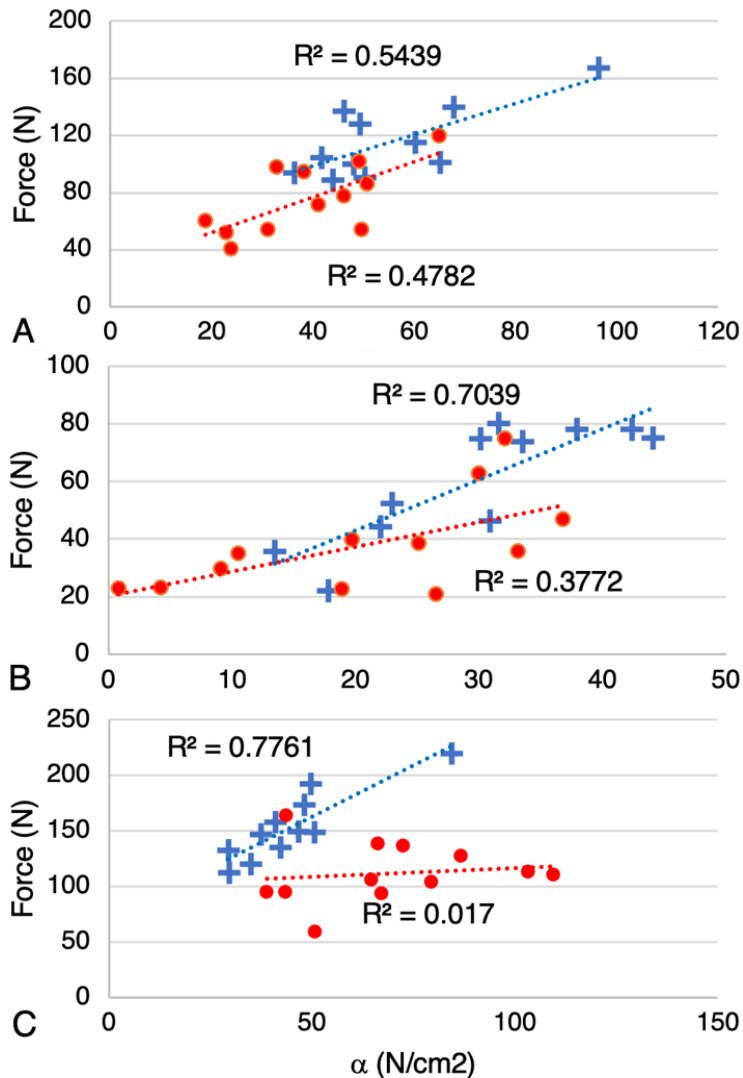 200
160
120
80
40
0
Force (N)
R² = 0.5439
R² = 0.4782
A
0 20 40 60 80 100 120
100
80
60
40
20
0
Force (N)
R² = 0.7039
R² = 0.3772
B
0 10 20 30 40 50
250
200
150
100
50
0
Force (N)
R² = 0.7761
R² = 0.017
C
0 50 100 150
α (N/cm2)